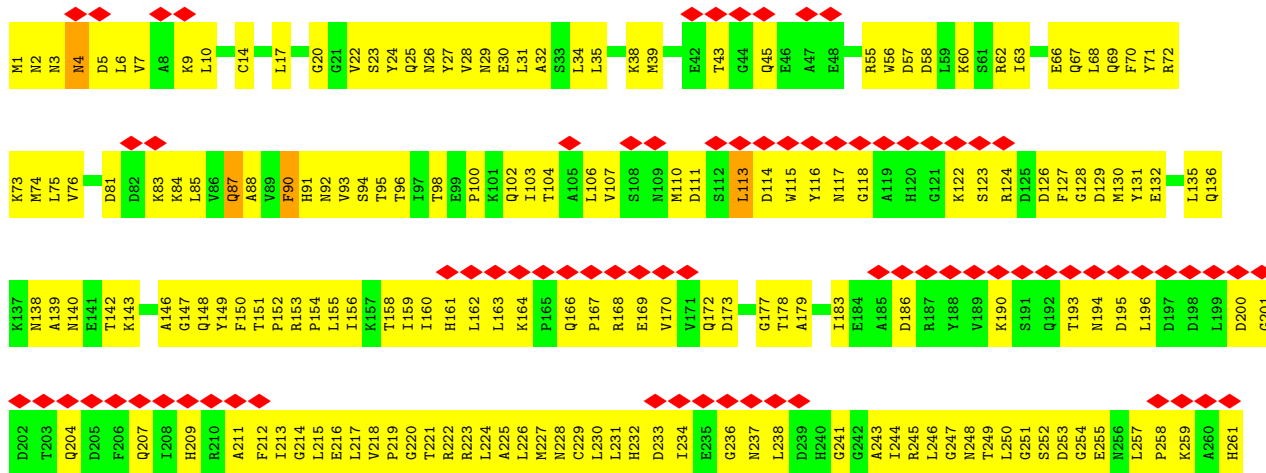 M1 N2 N3 N4 D5 L6 V7 A8 K9 L10 C14 L17 G20 G21 V22 S23 Y24 Q25 N26 Y27 V28 N29 E30 L31 A32 S33 L34 L35 K38 M39 E42 T43 G44 Q45 E46 A47 E48 R55 W56 D57 D58 L59 K60 S61 R62 I63 E66 Q67 L68 Q69 F70 Y71 R72
K73 M74 L75 V76 D81 D82 K83 K84 L85 V86 Q87 A88 V89 F90 H91 N92 V93 S94 T95 T96 I97 T98 E99 P100 K101 Q102 I103 T104 A105 L106 V107 S108 N109 M110 D111 S112 L113 D114 W115 Y116 N117 G118 A119 H120 G121 K122 S123 R124 D125 D126 F127 G128 D129 M130 Y131 E132 L135 Q136
K137 N138 A139 N140 E141 T142 K143 A146 G147 Q148 Y149 F150 T151 P152 R153 P154 L155 I156 K157 T158 I159 I160 H161 L162 L163 K164 P165 Q166 P167 R168 E169 V170 V171 Q172 D173 G177 T178 A179 I183 E184 A185 D186 R187 Y188 V189 K190 S191 Q192 T193 N194 D195 L196 D197 D198 L199 D200 G201
D202 T203 Q204 D205 F206 Q207 I208 H209 R210 A211 F212 I213 G214 L215 E216 L217 V218 P219 G220 T221 R222 R223 L224 A225 L226 M227 N228 C229 L230 L231 H232 D233 I234 E235 G236 N237 L238 D239 H240 G241 G242 A243 I244 R245 L246 G247 N248 T249 L250 G251 S252 D253 G254 E255 N256 L257 P258 K259 A260 H261